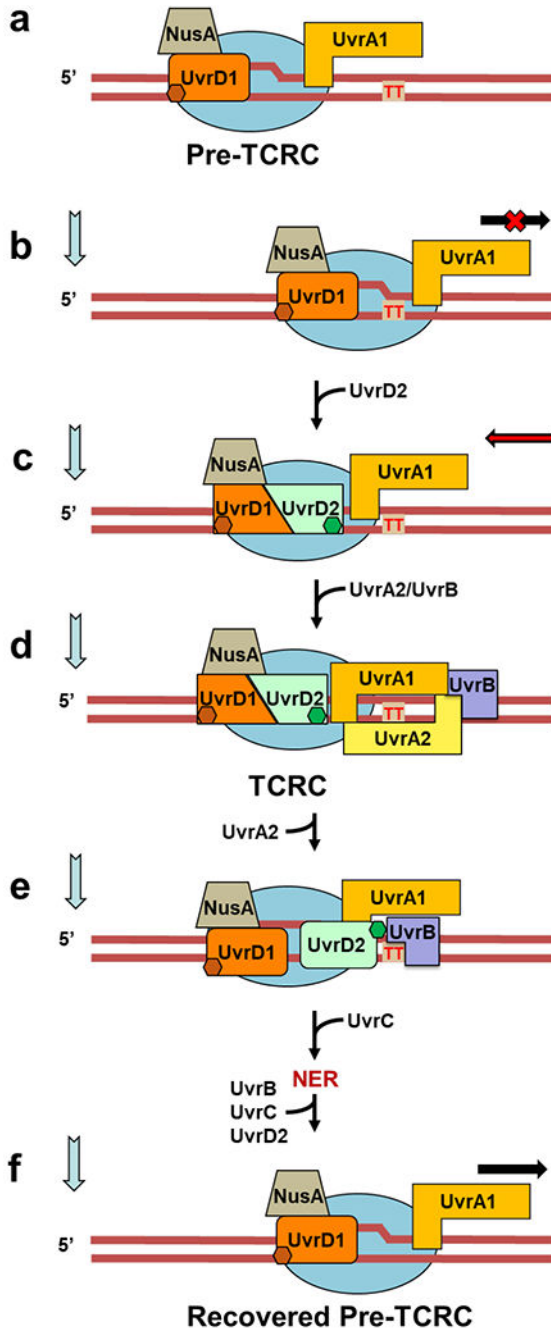 a
NusA
UvrA1
5’
UvrD1
TT
Pre-TCRC
b
NusA
UvrA1
5’
UvrD1
TT
UvrD2
c
NusA
UvrA1
5’
UvrD1
UvrD2
TT
UvrA2/UvrB
d
NusA
UvrA1
UvrB
5’
UvrD1
UvrD2
TT
UvrA2
TCRC
UvrA2
e
NusA
UvrA1
5’
UvrD1
UvrD2
UvrB
TT
UvrC
NER
UvrB
UvrC
UvrD2
f
NusA
UvrA1
5’
UvrD1
Recovered Pre-TCRC